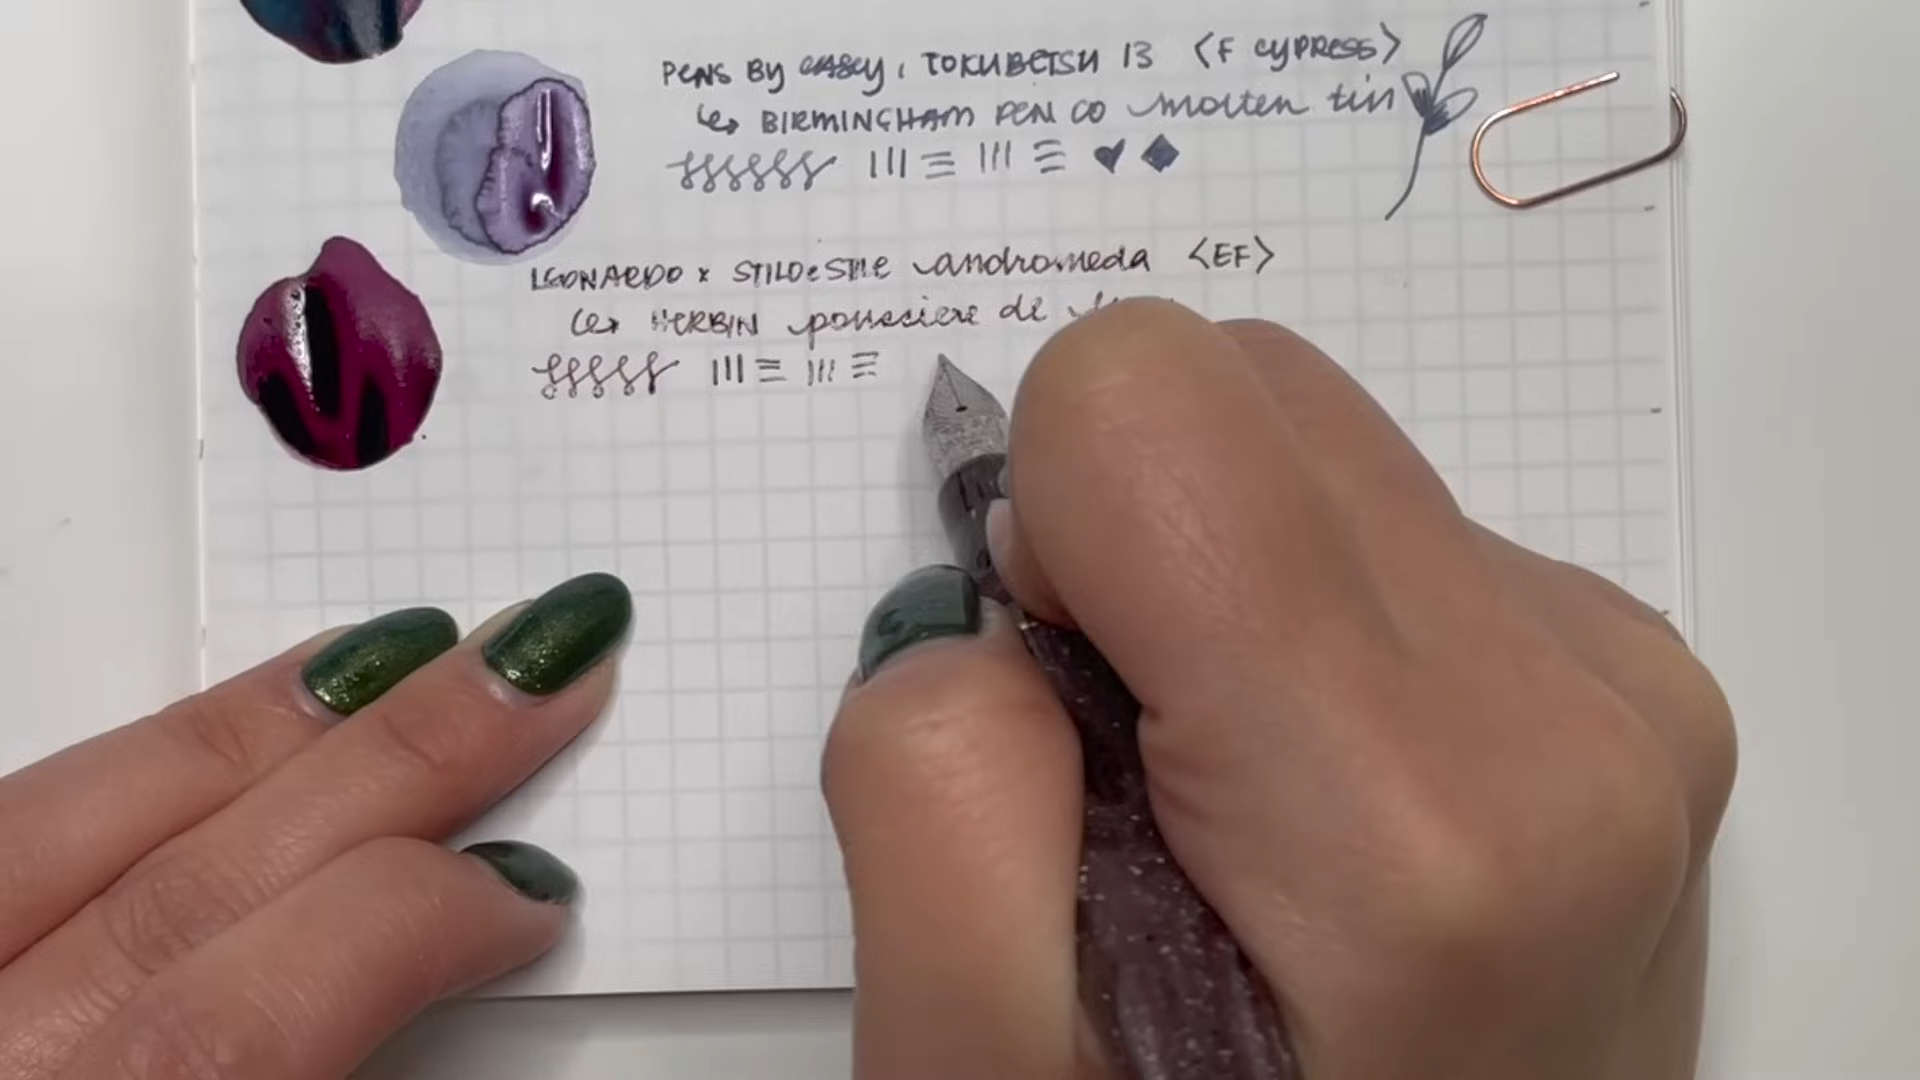 PENS BY CASEY, TOKUBETSU 13 <F CYPRESS>
↳ BIRMINGHAM PEN CO molten tin
LEONARDO x STILO e STILE andromeda <EF>
↳ HERBIN poussiere de